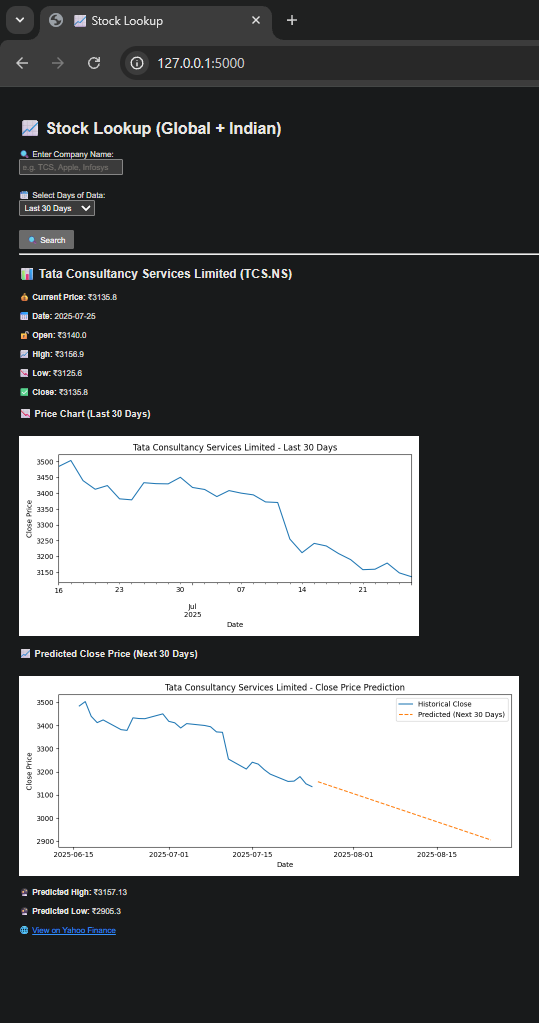 Stock Lookup
127.0.0.1:5000
Stock Lookup (Global + Indian)
Enter Company Name:
e.g. TCS, Apple, Infosys
Select Days of Data:
Last 30 Days
Search
Tata Consultancy Services Limited (TCS.NS)
Current Price: ₹3135.8
Date: 2025-07-25
Open: ₹3140.0
High: ₹3156.9
Low: ₹3125.6
Close: ₹3135.8
Price Chart (Last 30 Days)
Tata Consultancy Services Limited - Last 30 Days
3500
3450
3400
3350
3300
3250
3200
3150
Close Price
16 23 30 07 14 21
Jul
2025
Date
Predicted Close Price (Next 30 Days)
Tata Consultancy Services Limited - Close Price Prediction
Historical Close
Predicted (Next 30 Days)
3500
3400
3300
3200
3100
3000
2900
Close Price
2025-06-15 2025-07-01 2025-07-15 2025-08-01 2025-08-15
Date
Predicted High: ₹3157.13
Predicted Low: ₹2905.3
View on Yahoo Finance